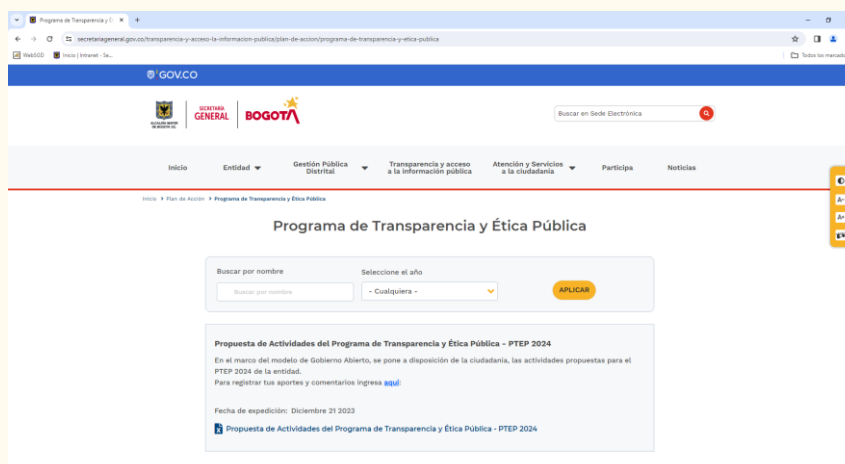 Programa de Transparencia y E
secretariageneral.gov.co/transparencia-y-acceso-la-informacion-publica/plan-de-accion/programa-de-transparencia-y-etica-publica
WebSGD Inicio | Intranet - Se... Todos los marcado
GOV.CO
ALCALDÍA MAYOR
DE BOGOTÁ D.C.
SECRETARÍA
GENERAL
BOGOTÁ
Buscar en Sede Electrónica
Inicio Entidad Gestión Pública Distrital Transparencia y acceso a la información pública Atención y Servicios a la ciudadanía Participa Noticias
Inicio Plan de Acción Programa de Transparencia y Ética Pública
A-
A+
Programa de Transparencia y Ética Pública
Buscar por nombre Seleccione el año
Buscar por nombre - Cualquiera - APLICAR
Propuesta de Actividades del Programa de Transparencia y Ética Pública - PTEP 2024
En el marco del modelo de Gobierno Abierto, se pone a disposición de la ciudadanía, las actividades propuestas para el
PTEP 2024 de la entidad.
Para registrar tus aportes y comentarios ingresa aquí:
Fecha de expedición: Diciembre 21 2023
Propuesta de Actividades del Programa de Transparencia y Ética Pública - PTEP 2024